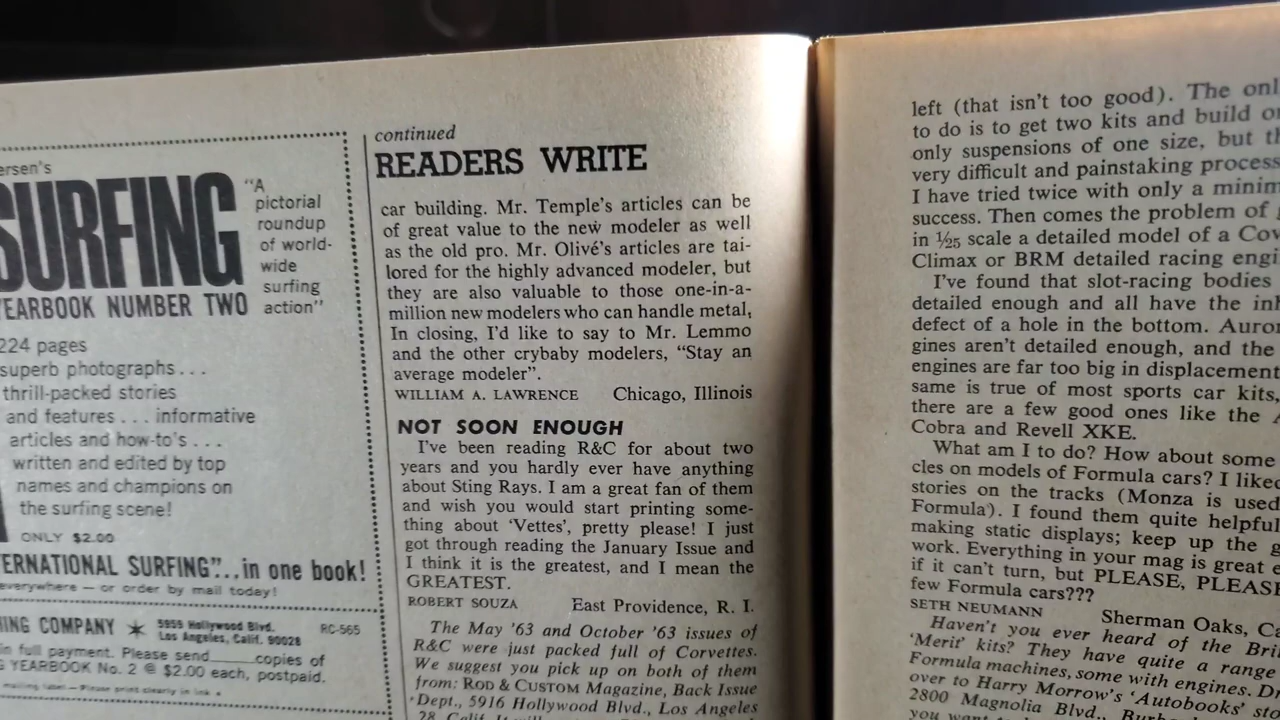 SURFING
"A
pictorial
roundup
of world-
wide
surfing
action"
YEARBOOK NUMBER TWO
224 pages
superb photographs...
thrill-packed stories
and features... informative
articles and how-to's...
written and edited by top
names and champions on
the surfing scene!
ONLY $2.00
SURFING"...in one book!
everywhere — or order by mail today!
COMPANY
5959 Hollywood Blvd.
Los Angeles, Calif. 90028
RC-565
in full payment. Please send_____copies of
YEARBOOK No. 2 @ $2.00 each, postpaid.
mailing label — Please print clearly in ink
continued
READERS WRITE
car building. Mr. Temple's articles can be
of great value to the new modeler as well
as the old pro. Mr. Olivé's articles are tai-
lored for the highly advanced modeler, but
they are also valuable to those one-in-a-
million new modelers who can handle metal,
In closing, I'd like to say to Mr. Lemmo
and the other crybaby modelers, "Stay an
average modeler".
WILLIAM A. LAWRENCE Chicago, Illinois
NOT SOON ENOUGH
I've been reading R&C for about two
years and you hardly ever have anything
about Sting Rays. I am a great fan of them
and wish you would start printing some-
thing about 'Vettes', pretty please! I just
got through reading the January Issue and
I think it is the greatest, and I mean the
GREATEST.
ROBERT SOUZA East Providence, R. I.
The May '63 and October '63 issues of
R&C were just packed full of Corvettes.
We suggest you pick up on both of them
from: ROD & CUSTOM Magazine, Back Issue
Dept., 5916 Hollywood Blvd., Los Angeles
28, Calif.
left (that isn't too good). The
to do is to get two kits and build
only suspensions of one size, but
very difficult and painstaking process
I have tried twice with only a
success. Then comes the problem of
in 1/25 scale a detailed model of a
Climax or BRM detailed racing
I've found that slot-racing bodies
detailed enough and all have the
defect of a hole in the bottom.
aren't detailed enough, and the
engines are far too big in displacement
same is true of most sports car kits,
there are a few good ones like the
Cobra and Revell XKE.
What am I to do? How about some
cles on models of Formula cars? I liked
stories on the tracks (Monza is used
Formula). I found them quite helpful
making static displays; keep up the
work. Everything in your mag is great
if it can't turn, but PLEASE, PLEASE
few Formula cars???
SETH NEUMANN Sherman Oaks,
Haven't you ever heard of the
'Merit' kits? They have quite a range
Formula machines, some with engines.
over to Harry Morrow's 'Autobooks'
2800 Magnolia Blvd.,
you want to